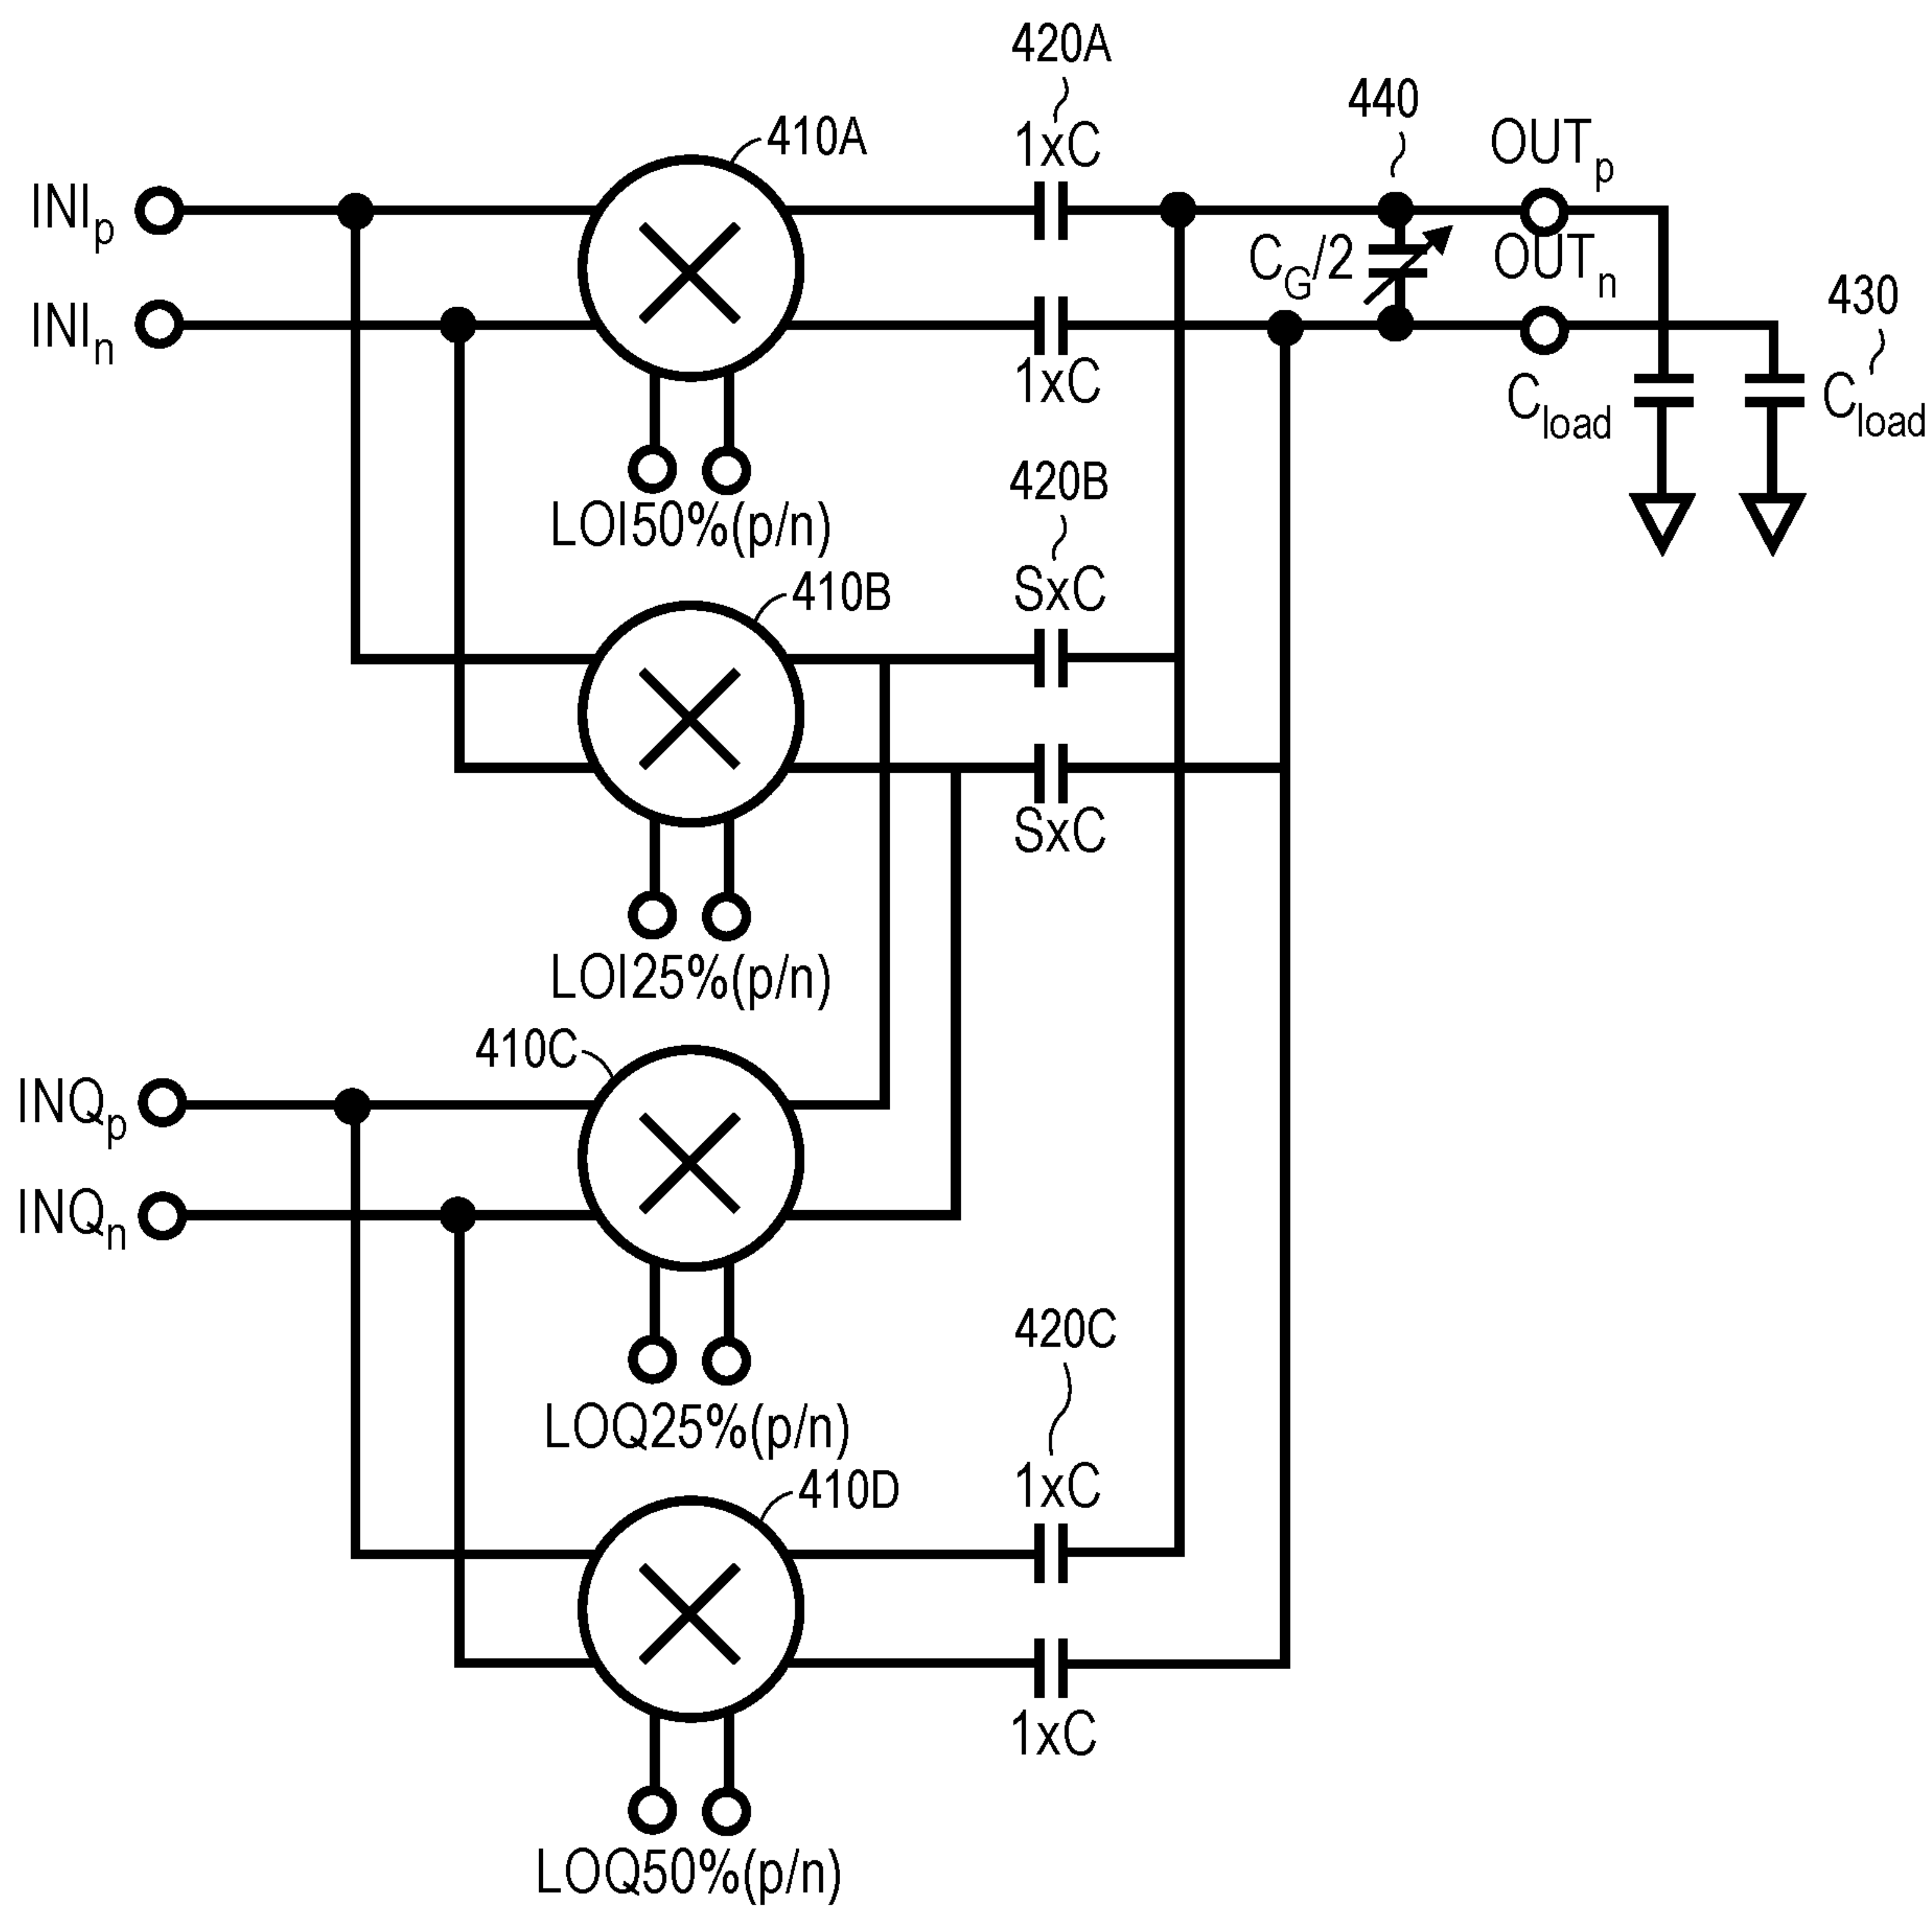 420A
440
410A
1xC
OUTp
INIp
CG/2
OUTn
430
INIn
1xC
Cload
Cload
420B
LOI50%(p/n)
410B
SxC
SxC
LOI25%(p/n)
410C
INQp
INQn
420C
LOQ25%(p/n)
410D
1xC
1xC
LOQ50%(p/n)